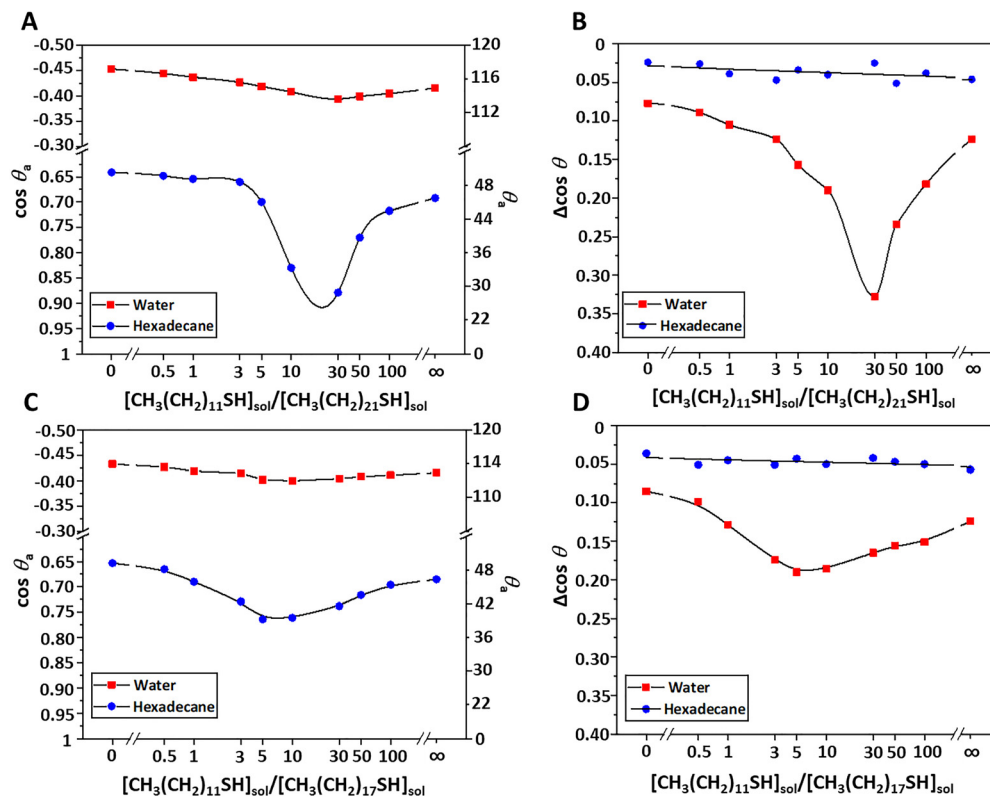 A
cos θa
-0.50
-0.45
-0.40
-0.35
-0.30
0.65
0.70
0.75
0.80
0.85
0.90
0.95
1
120
116
112
48
44
36
30
22
0
θa
Water
Hexadecane
0 0.5 1 3 5 10 30 50 100 ∞
[CH3(CH2)11SH]sol/[CH3(CH2)21SH]sol
B
Δcos θ
0
0.05
0.10
0.15
0.20
0.25
0.30
0.35
0.40
Water
Hexadecane
0 0.5 1 3 5 10 30 50 100 ∞
[CH3(CH2)11SH]sol/[CH3(CH2)21SH]sol
C
cos θa
-0.50
-0.45
-0.40
-0.35
-0.30
0.65
0.70
0.75
0.80
0.85
0.90
0.95
1
120
114
112
48
42
36
30
22
0
θa
Water
Hexadecane
0 0.5 1 3 5 10 30 50 100 ∞
[CH3(CH2)11SH]sol/[CH3(CH2)17SH]sol
D
Δcos θ
0
0.05
0.10
0.15
0.20
0.25
0.30
0.35
0.40
Water
Hexadecane
0 0.5 1 3 5 10 30 50 100 ∞
[CH3(CH2)11SH]sol/[CH3(CH2)17SH]sol